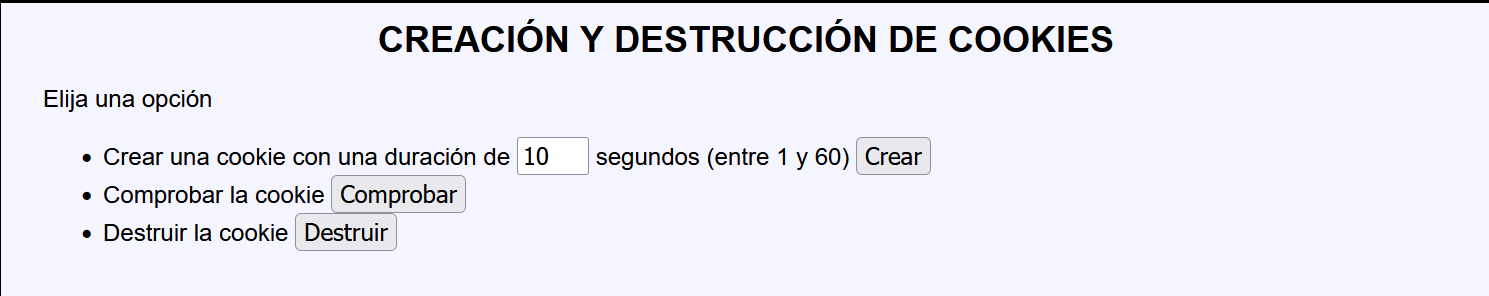 CREACIÓN Y DESTRUCCIÓN DE COOKIES
Elija una opción
Crear una cookie con una duración de 10 segundos (entre 1 y 60) Crear
Comprobar la cookie Comprobar
Destruir la cookie Destruir